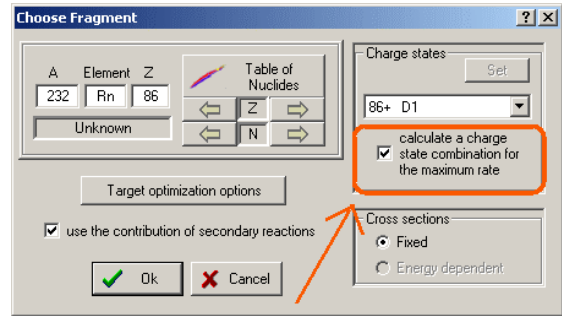 Choose Fragment
? X
A Element Z
232 Rn 86
Unknown
Table of
Nuclides
Z
N
Charge states
Set
86+ D1
calculate a charge
state combination for
the maximum rate
Target optimization options
use the contribution of secondary reactions
Ok
Cancel
Cross sections
Fixed
Energy dependent